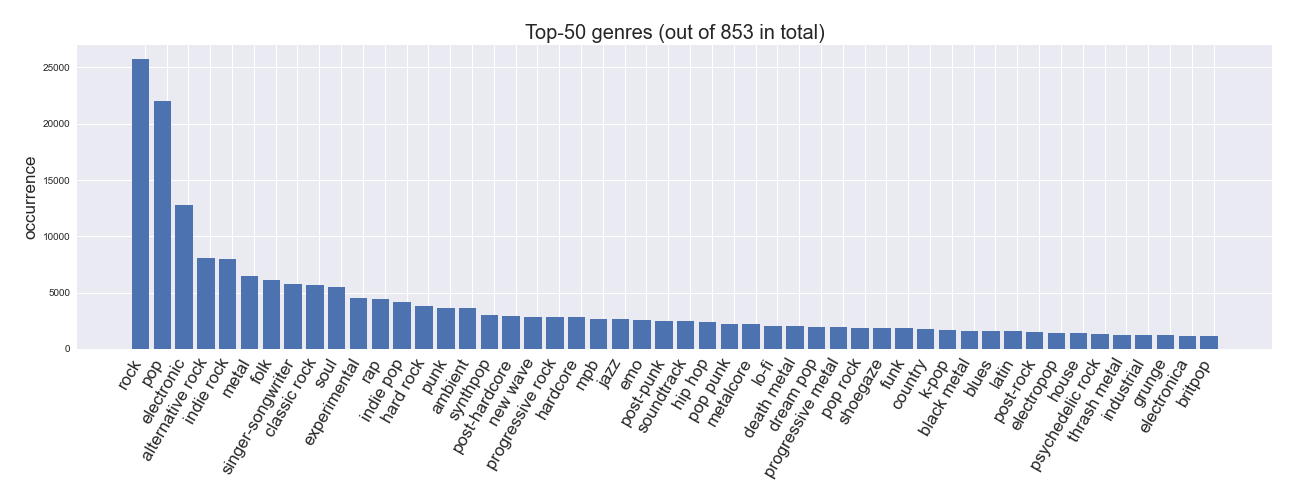 Top-50 genres (out of 853 in total)
occurrence
25000
20000
15000
10000
5000
0
rock
pop
electronic
alternative rock
indie rock
metal
folk
singer-songwriter
classic rock
soul
experimental
rap
indie pop
hard rock
punk
ambient
synthpop
post-hardcore
new wave
progressive rock
hardcore
mpb
jazz
emo
post-punk
soundtrack
hip hop
pop punk
metalcore
lo-fi
death metal
dream pop
progressive metal
pop rock
shoegaze
funk
country
k-pop
black metal
blues
latin
post-rock
electropop
house
psychedelic rock
thrash metal
industrial
grunge
electronica
britpop